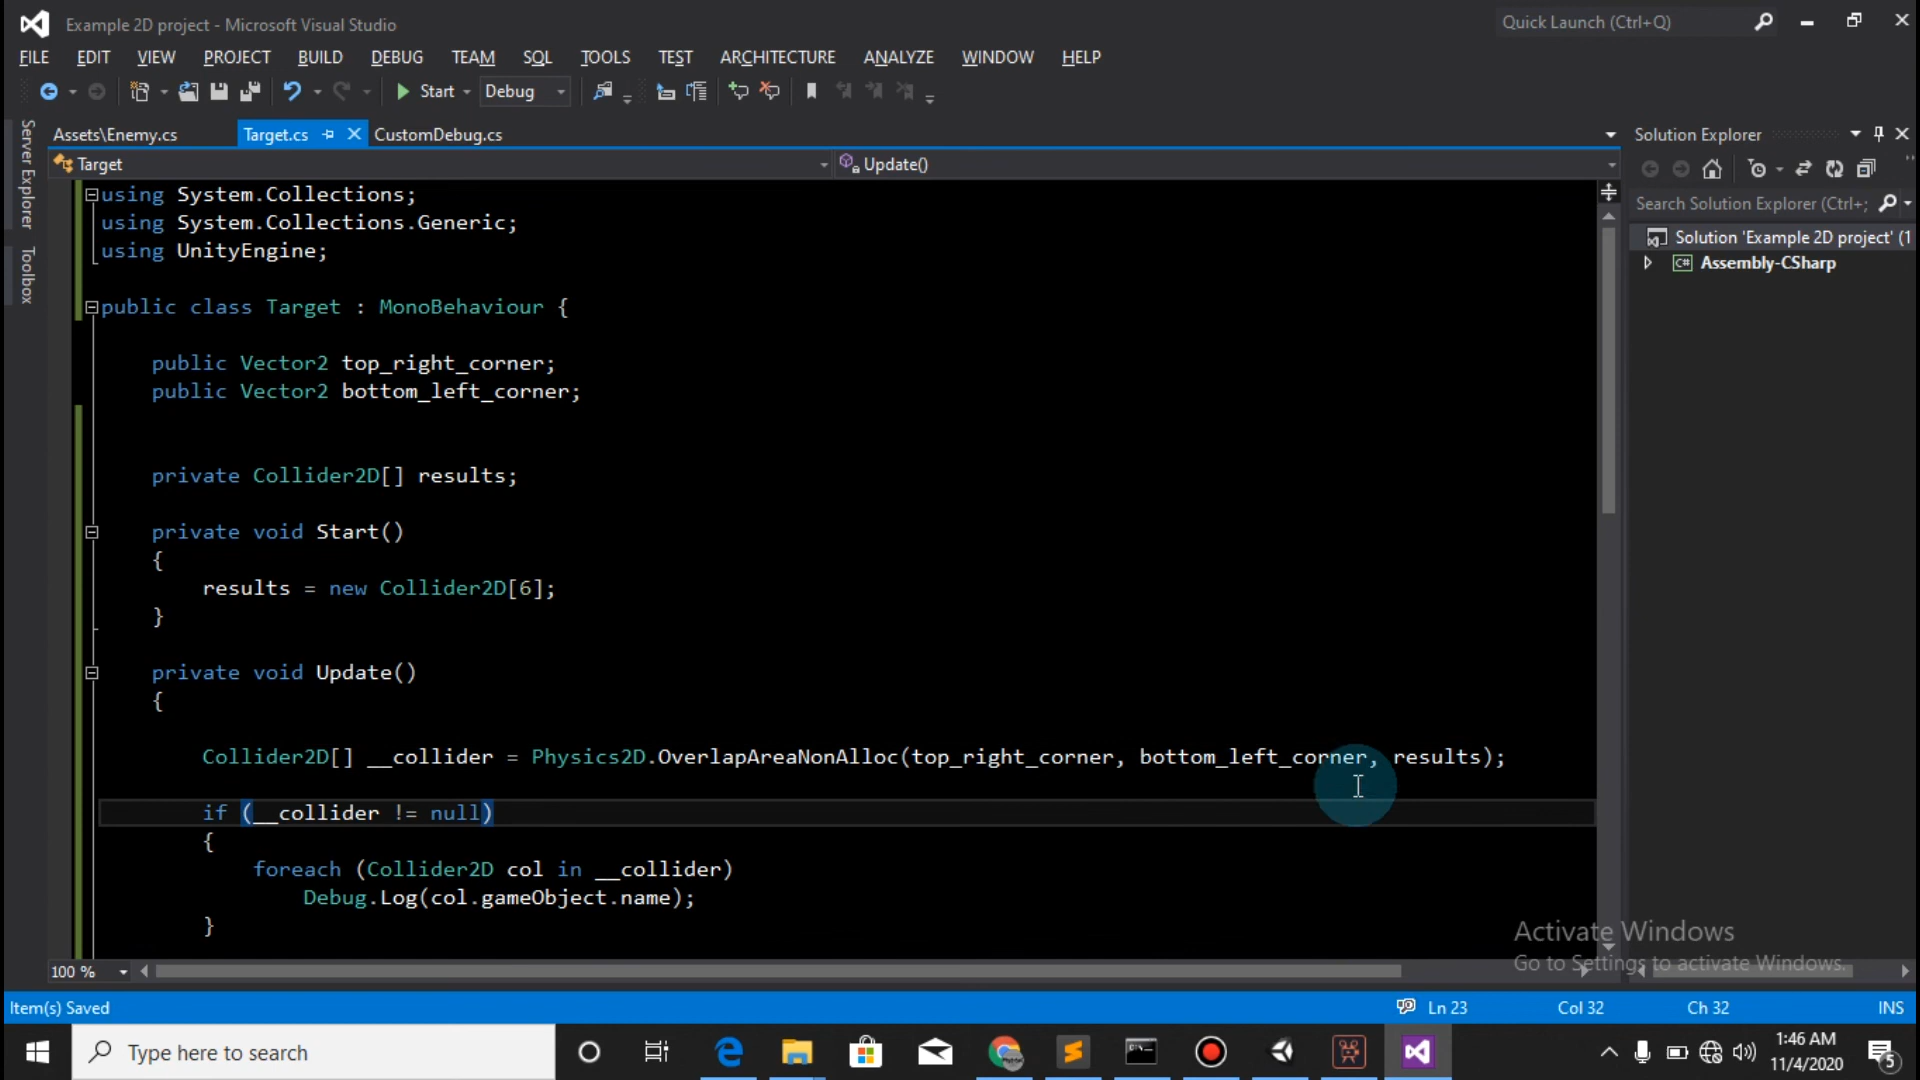 Example 2D project - Microsoft Visual Studio
Quick Launch (Ctrl+Q)
FILE EDIT VIEW PROJECT BUILD DEBUG TEAM SQL TOOLS TEST ARCHITECTURE ANALYZE WINDOW HELP
Start Debug
Server Explorer
Toolbox
Assets\Enemy.cs Target.cs CustomDebug.cs
Target Update()
using System.Collections;
using System.Collections.Generic;
using UnityEngine;
public class Target : MonoBehaviour {
public Vector2 top_right_corner;
public Vector2 bottom_left_corner;
private Collider2D[] results;
private void Start()
{
results = new Collider2D[6];
}
private void Update()
{
Collider2D[] __collider = Physics2D.OverlapAreaNonAlloc(top_right_corner, bottom_left_corner, results);
if (__collider != null)
{
foreach (Collider2D col in __collider)
Debug.Log(col.gameObject.name);
}
100 %
Solution Explorer
Search Solution Explorer (Ctrl+;
Solution 'Example 2D project' (1
C# Assembly-CSharp
Activate Windows
Go to Settings to activate Windows.
Item(s) Saved Ln 23 Col 32 Ch 32 INS
Type here to search
1:46 AM
11/4/2020
5